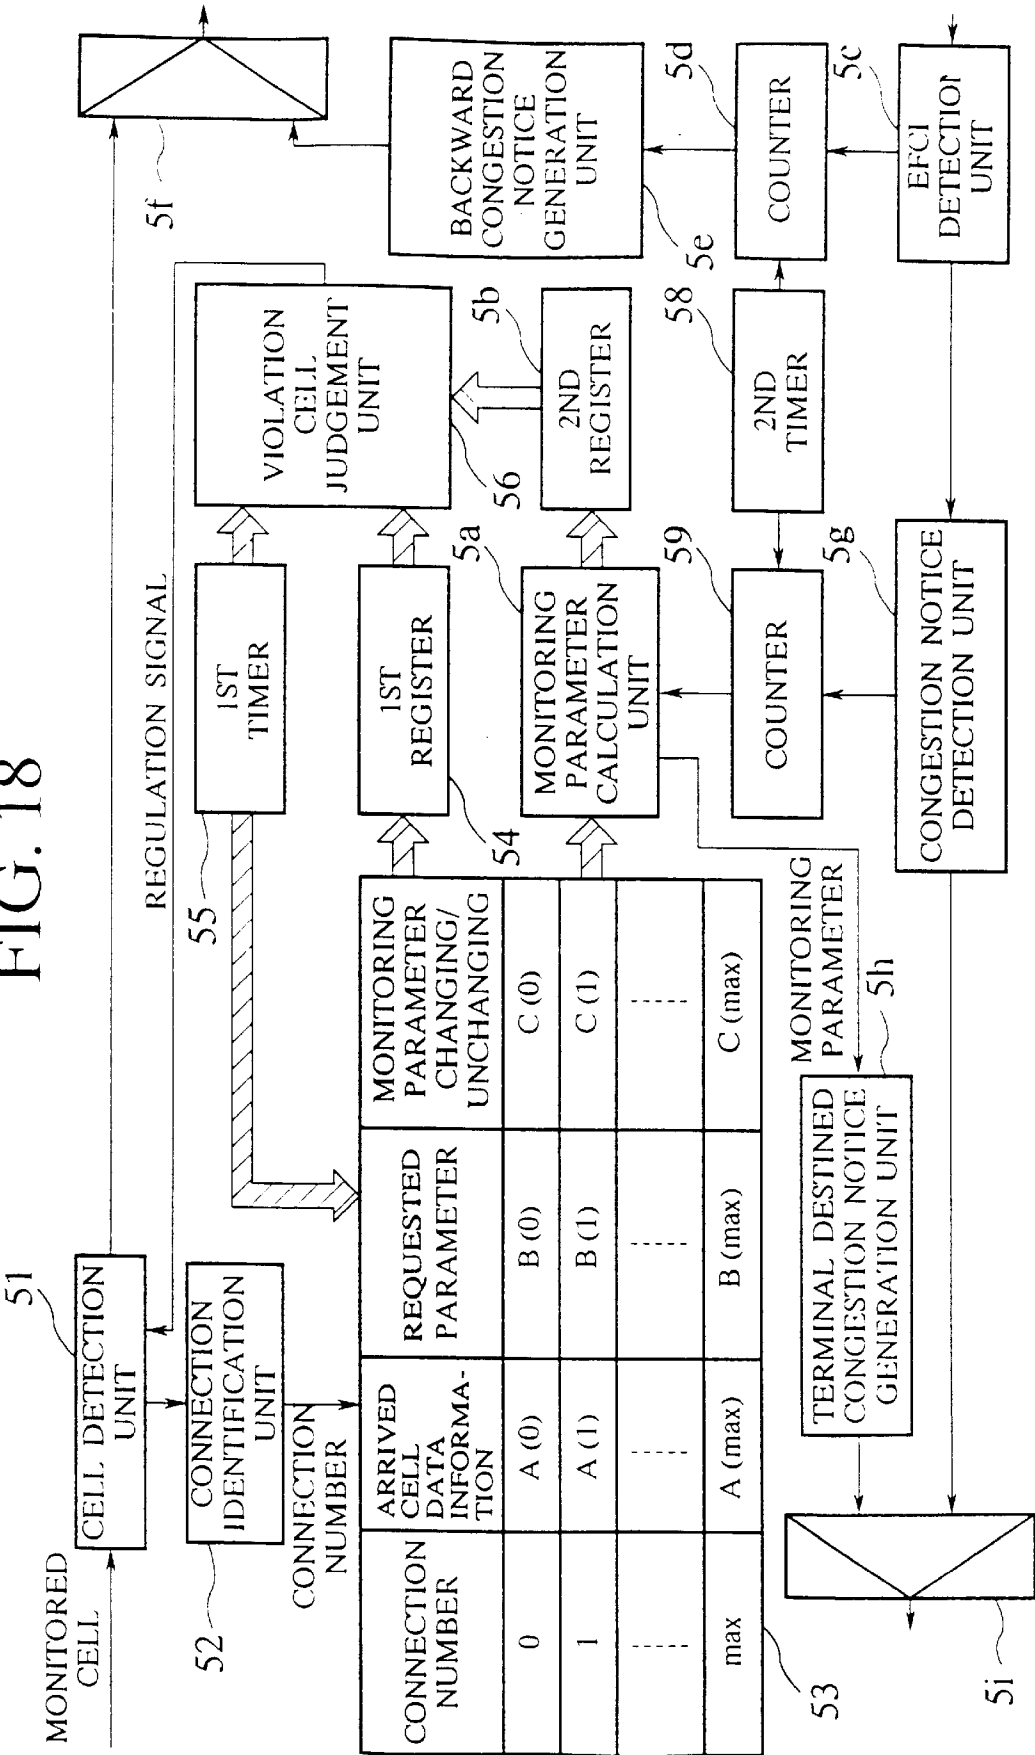 FIG. 18
MONITORED
CELL
51
CELL DETECTION
UNIT
REGULATION SIGNAL
5f
52
CONNECTION
IDENTIFICATION
UNIT
CONNECTION
NUMBER
55
1ST
TIMER
VIOLATION
CELL
JUDGEMENT
UNIT
56
BACKWARD
CONGESTION
NOTICE
GENERATION
UNIT
5e
CONNECTION
NUMBER
ARRIVED
CELL
DATA
INFORMA-
TION
REQUESTED
PARAMETER
MONITORING
PARAMETER
CHANGING/
UNCHANGING
0
A (0)
B (0)
C (0)
1
A (1)
B (1)
C (1)
max
A (max)
B (max)
C (max)
53
1ST
REGISTER
54
5a
MONITORING
PARAMETER
CALCULATION
UNIT
5b
2ND
REGISTER
59
COUNTER
58
2ND
TIMER
5d
COUNTER
MONITORING
PARAMETER
5h
TERMINAL DESTINED
CONGESTION NOTICE
GENERATION UNIT
5g
CONGESTION NOTICE
DETECTION UNIT
5c
EFCI
DETECTION
UNIT
5i